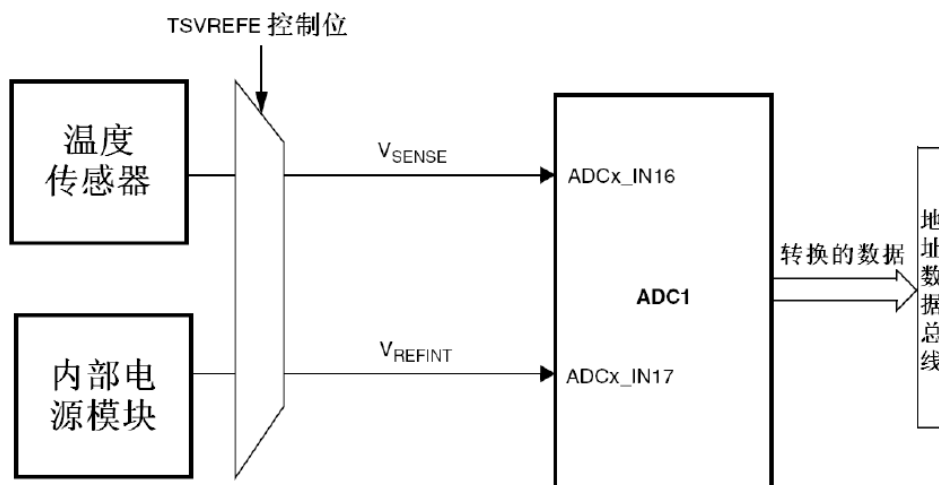 TSVREFE 控制位
温度
传感器
VSENSE
ADCx_IN16
转换的数据
地
址
数
据
总
线
ADC1
内部电
源模块
VREFINT
ADCx_IN17